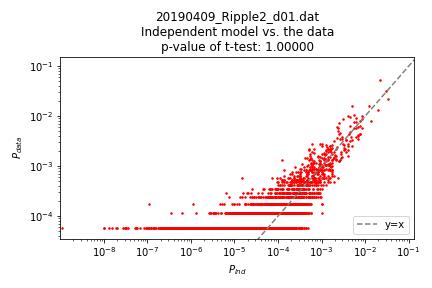 20190409_Ripple2_d01.dat
Independent model vs. the data
p-value of t-test: 1.00000
10⁻¹
10⁻²
P_data
10⁻³
10⁻⁴
y=x
10⁻⁸ 10⁻⁷ 10⁻⁶ 10⁻⁵ 10⁻⁴ 10⁻³ 10⁻² 10⁻¹
P_ind